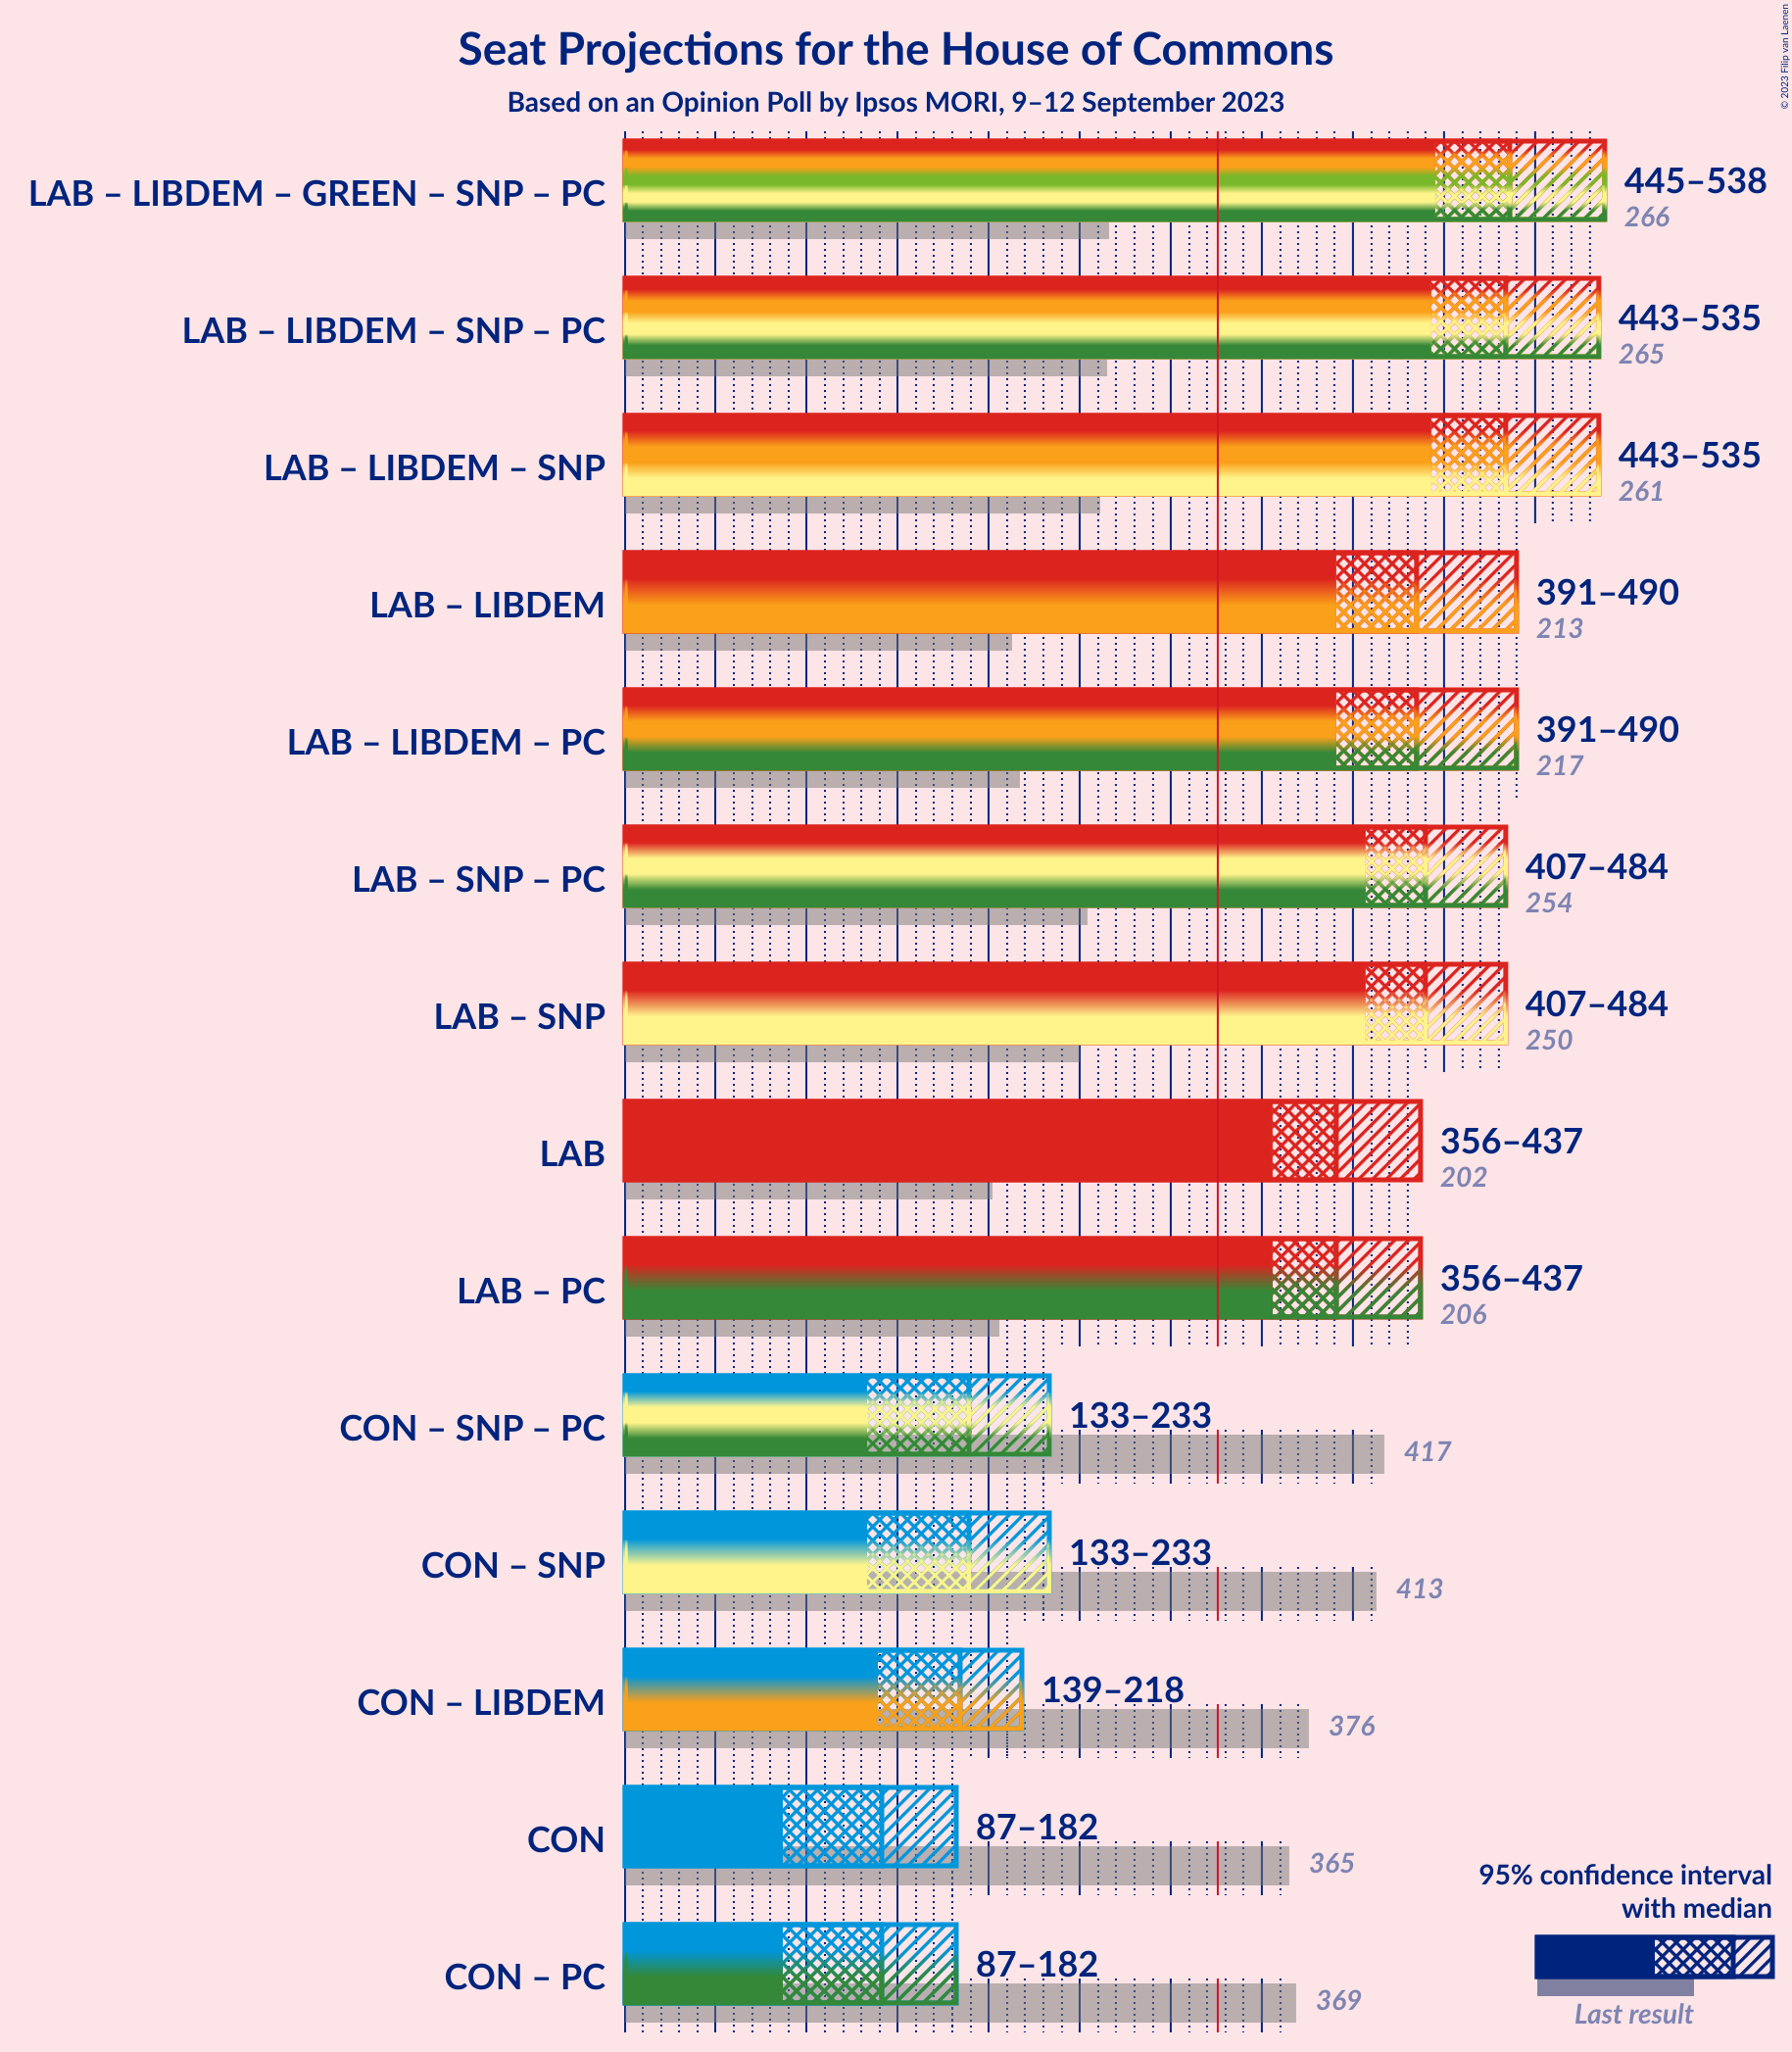 Seat Projections for the House of Commons
Based on an Opinion Poll by Ipsos MORI, 9–12 September 2023
© 2023 Filip van Laenen
LAB – LIBDEM – GREEN – SNP – PC
445–538
266
LAB – LIBDEM – SNP – PC
443–535
265
LAB – LIBDEM – SNP
443–535
261
LAB – LIBDEM
391–490
213
LAB – LIBDEM – PC
391–490
217
LAB – SNP – PC
407–484
254
LAB – SNP
407–484
250
LAB
356–437
202
LAB – PC
356–437
206
CON – SNP – PC
133–233
417
CON – SNP
133–233
413
CON – LIBDEM
139–218
376
CON
87–182
365
CON – PC
87–182
369
95% confidence interval
with median
Last result